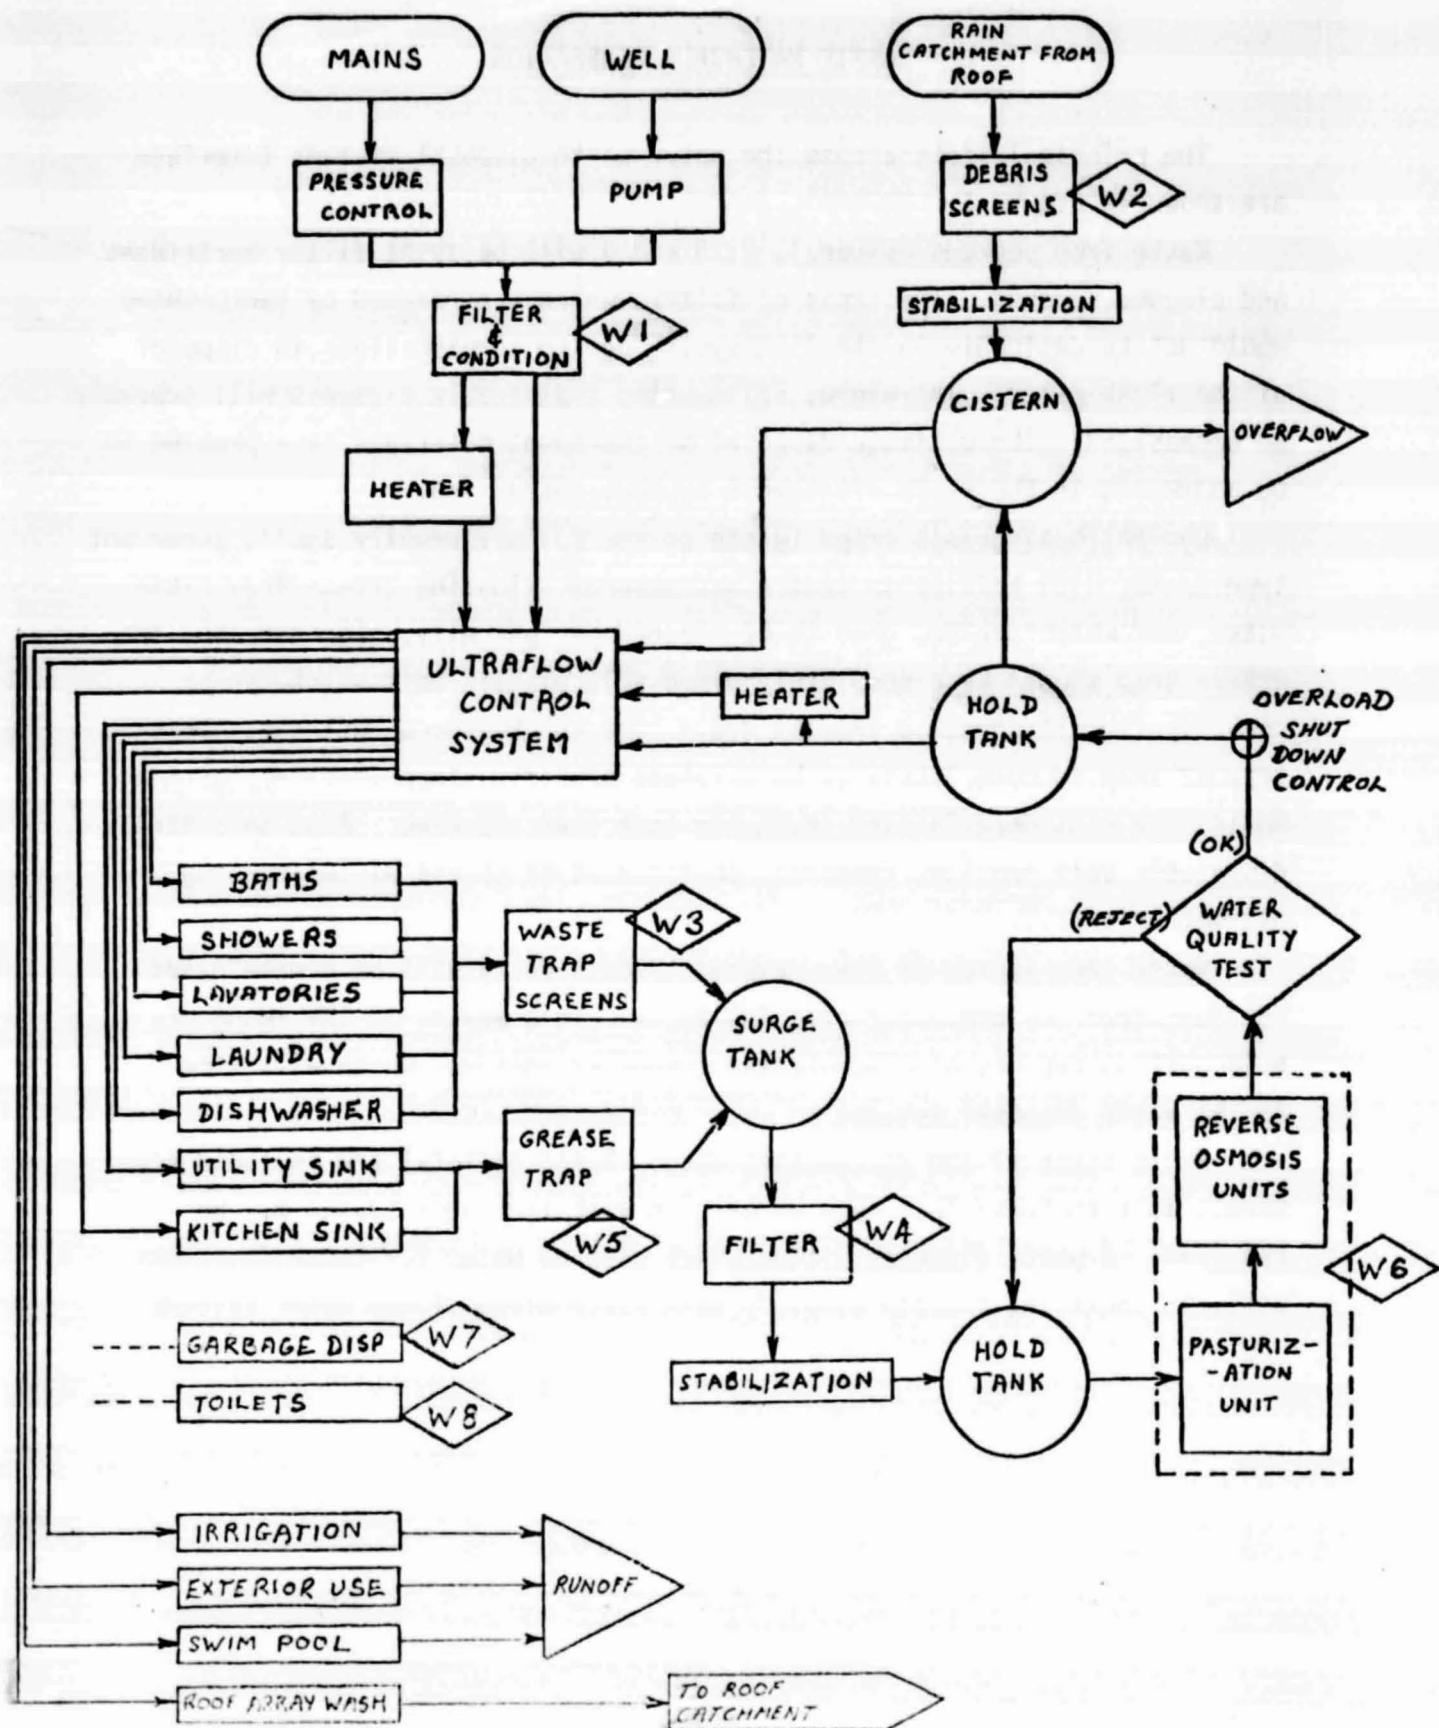 MAINS
WELL
RAIN
CATCHMENT FROM
ROOF
PRESSURE
CONTROL
PUMP
DEBRIS
SCREENS
W2
FILTER
&
CONDITION
W1
STABILIZATION
CISTERN
OVERFLOW
HEATER
ULTRAFLOW
CONTROL
SYSTEM
HEATER
HOLD
TANK
OVERLOAD
SHUT
DOWN
CONTROL
(OK)
(REJECT)
WATER
QUALITY
TEST
BATHS
SHOWERS
LAVATORIES
LAUNDRY
DISHWASHER
UTILITY SINK
KITCHEN SINK
WASTE
TRAP
SCREENS
W3
SURGE
TANK
GREASE
TRAP
W5
FILTER
W4
REVERSE
OSMOSIS
UNITS
W6
GARBAGE DISP
W7
TOILETS
W8
STABILIZATION
HOLD
TANK
PASTURIZ-
-ATION
UNIT
IRRIGATION
EXTERIOR USE
SWIM POOL
RUNOFF
ROOF ARRAY WASH
TO ROOF
CATCHMENT